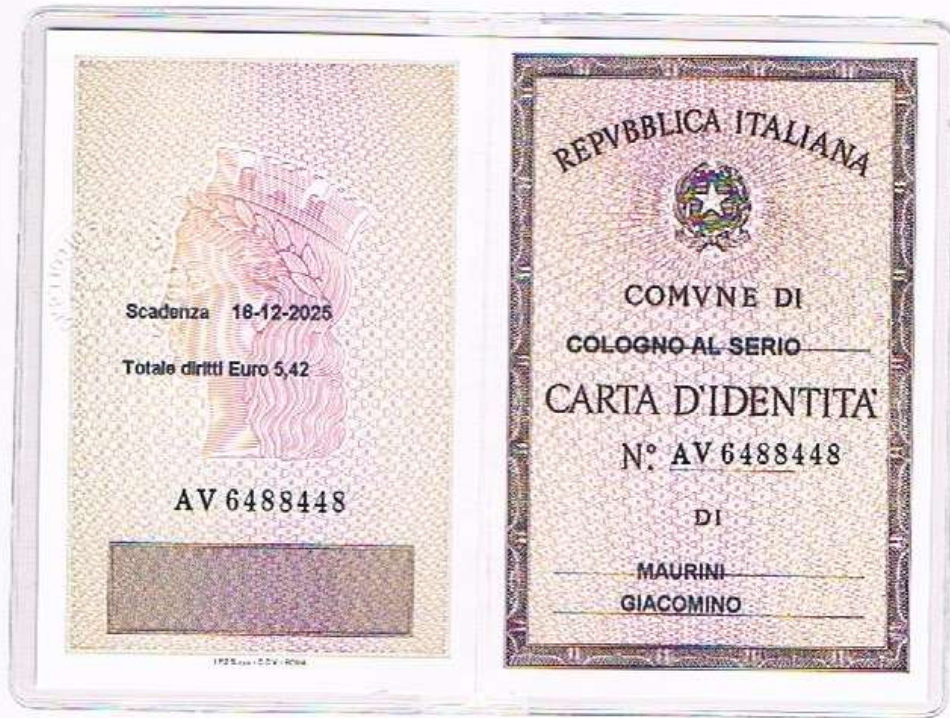 Scadenza 18-12-2025
Totale diritti Euro 5,42
AV 6488448
REPVBBLICA ITALIANA
COMVNE DI
COLOGNO AL SERIO
CARTA D'IDENTITA'
N.º AV 6488448
DI
MAURINI
GIACOMINO